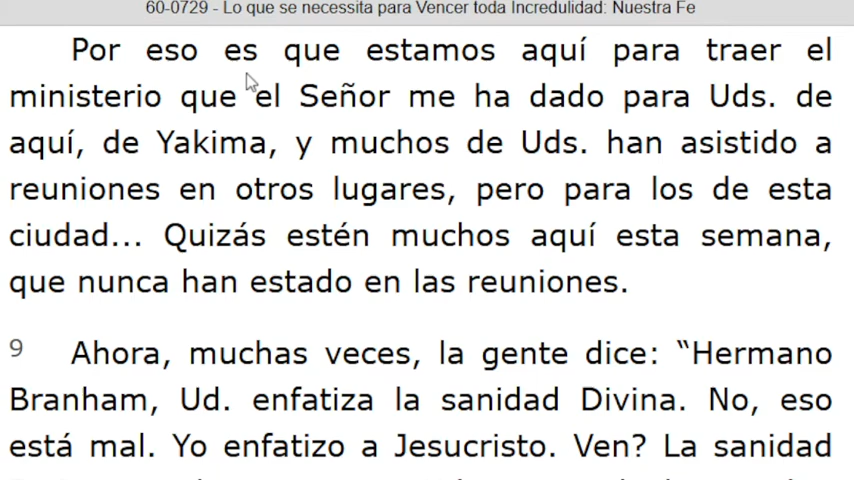 60-0729 - Lo que se necessita para Vencer toda Incredulidad: Nuestra Fe
Por eso es que estamos aquí para traer el
ministerio que el Señor me ha dado para Uds. de
aquí, de Yakima, y muchos de Uds. han asistido a
reuniones en otros lugares, pero para los de esta
ciudad... Quizás estén muchos aquí esta semana,
que nunca han estado en las reuniones.
9 Ahora, muchas veces, la gente dice: “Hermano
Branham, Ud. enfatiza la sanidad Divina. No, eso
está mal. Yo enfatizo a Jesucristo. Ven? La sanidad